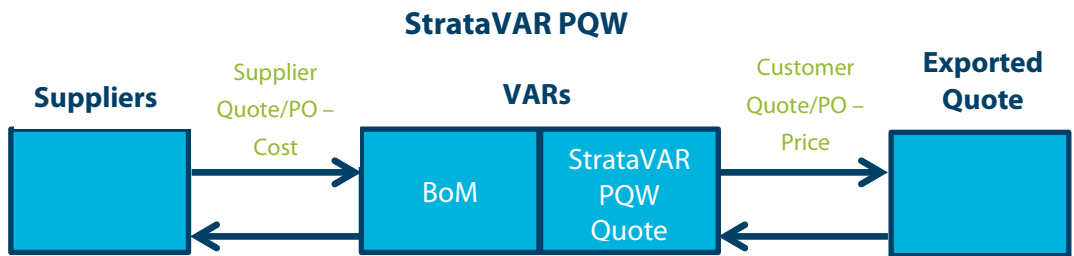 StrataVAR PQW
Suppliers
Supplier
Quote/PO –
Cost
VARs
Customer
Quote/PO –
Price
Exported
Quote
BoM
StrataVAR
PQW
Quote